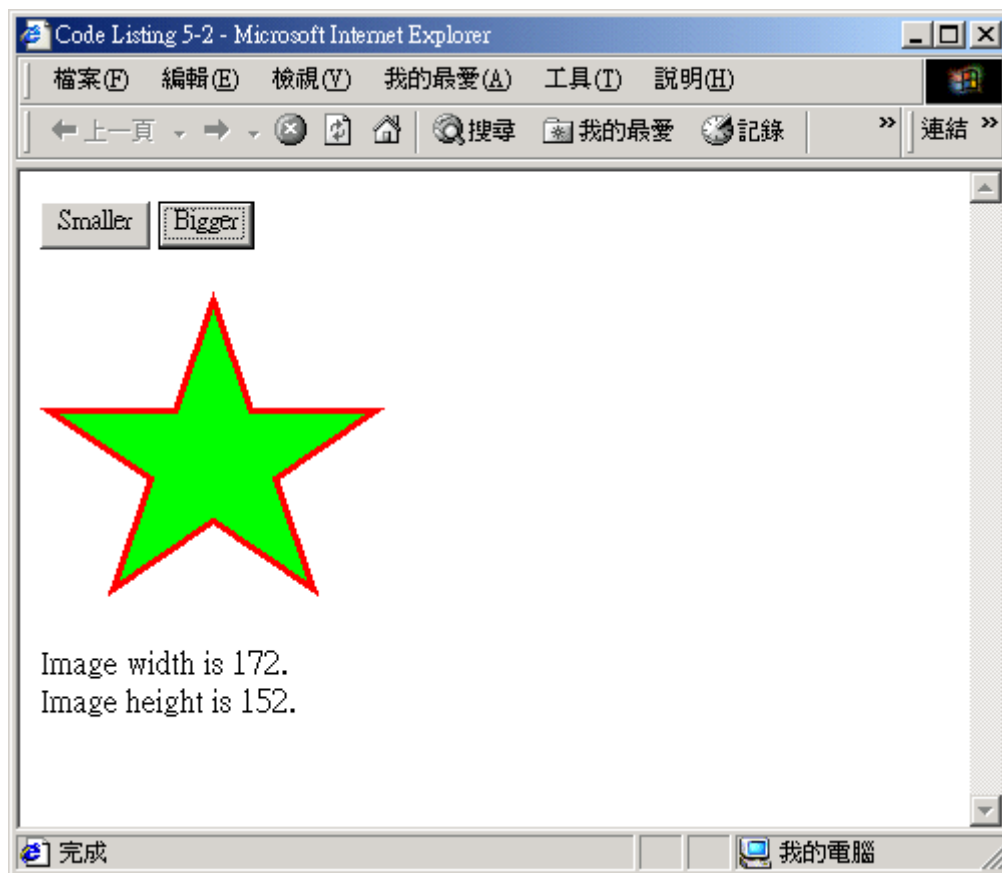 Code Listing 5-2 - Microsoft Internet Explorer
檔案(F) 編輯(E) 檢視(V) 我的最愛(A) 工具(T) 說明(H)
上一頁 搜尋 我的最愛 記錄 » 連結 »
Smaller Bigger
Image width is 172.
Image height is 152.
完成 我的電腦